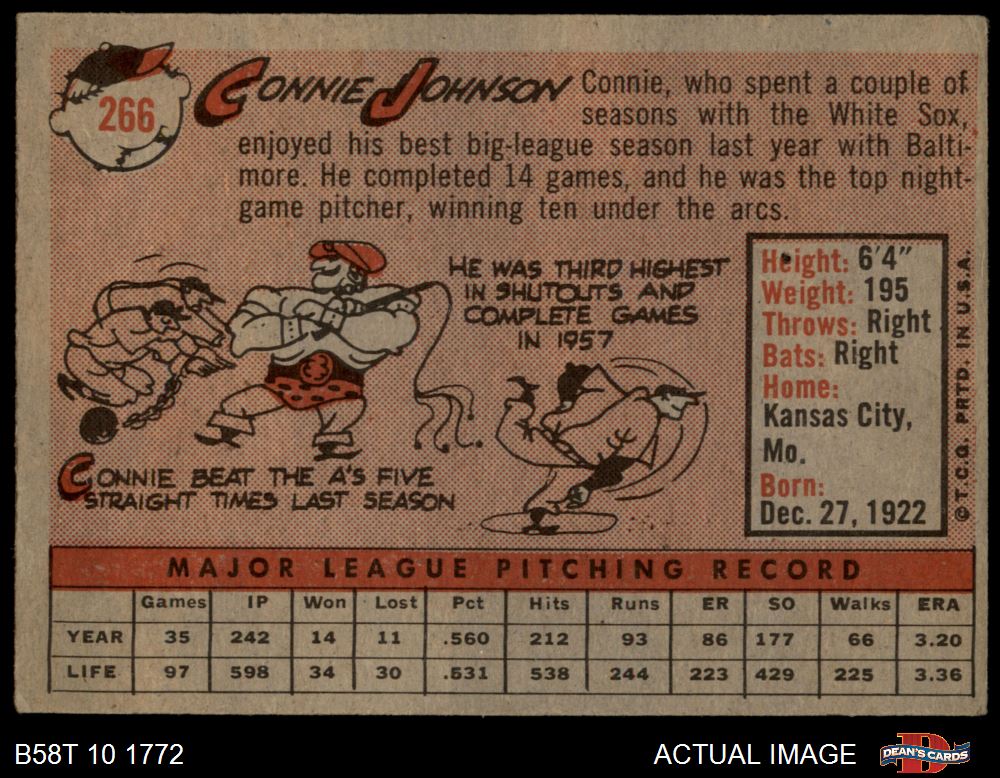 266
CONNIE JOHNSON Connie, who spent a couple of
seasons with the White Sox,
enjoyed his best big-league season last year with Balti-
more. He completed 14 games, and he was the top night-
game pitcher, winning ten under the arcs.
HE WAS THIRD HIGHEST
IN SHUTOUTS AND
COMPLETE GAMES
IN 1957
CONNIE BEAT THE A'S FIVE
STRAIGHT TIMES LAST SEASON
Height: 6'4"
Weight: 195
Throws: Right
Bats: Right
Home:
Kansas City,
Mo.
Born:
Dec. 27, 1922
©T.C.G. PRTD. IN U.S.A.
MAJOR LEAGUE PITCHING RECORD
Games IP Won Lost Pct Hits Runs ER SO Walks ERA
YEAR 35 242 14 11 .560 212 93 86 177 66 3.20
LIFE 97 598 34 30 .531 538 244 223 429 225 3.36
B58T 10 1772
ACTUAL IMAGE
DEAN'S CARDS